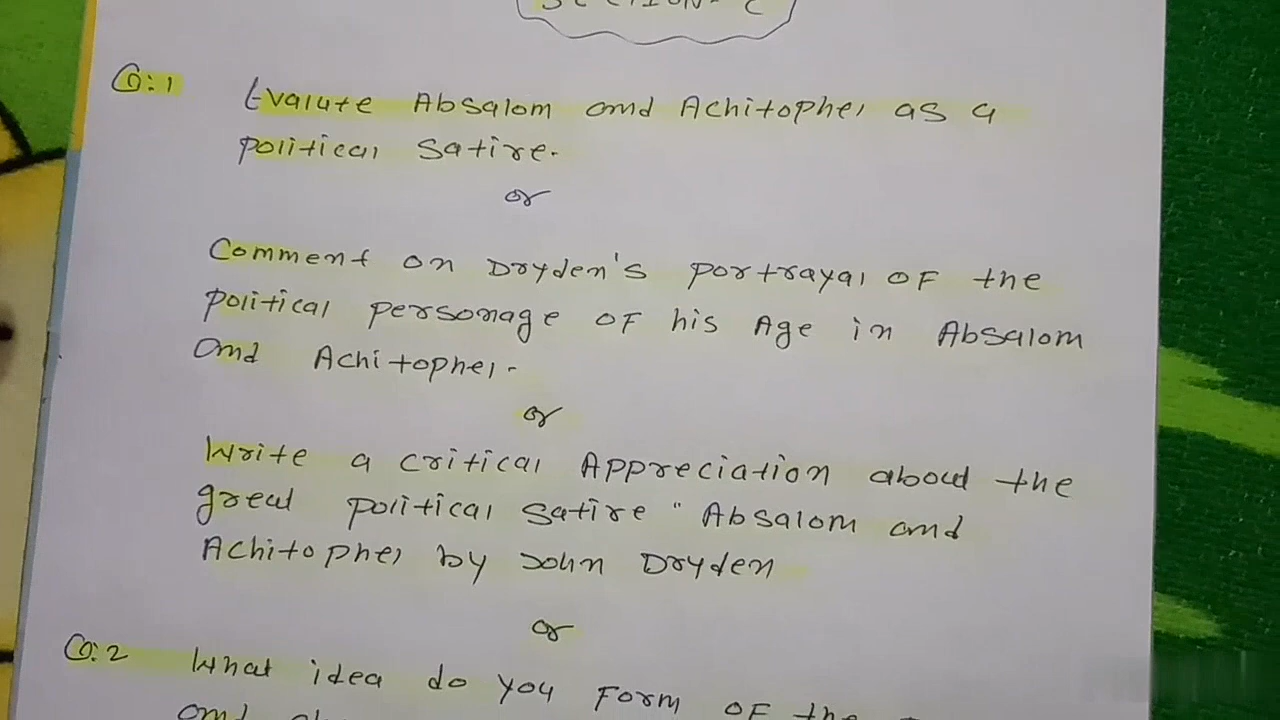 SECTION- C
Q:1 Evalute Absalom and Achitophel as a
political satire.
or
Comment on Dryden's portrayal of the
political personage of his Age in Absalom
and Achitophel.
or
Write a critical Appreciation about the
great political satire " Absalom and
Achitophel by John Dryden
or
Q:2 What idea do you form of the
and